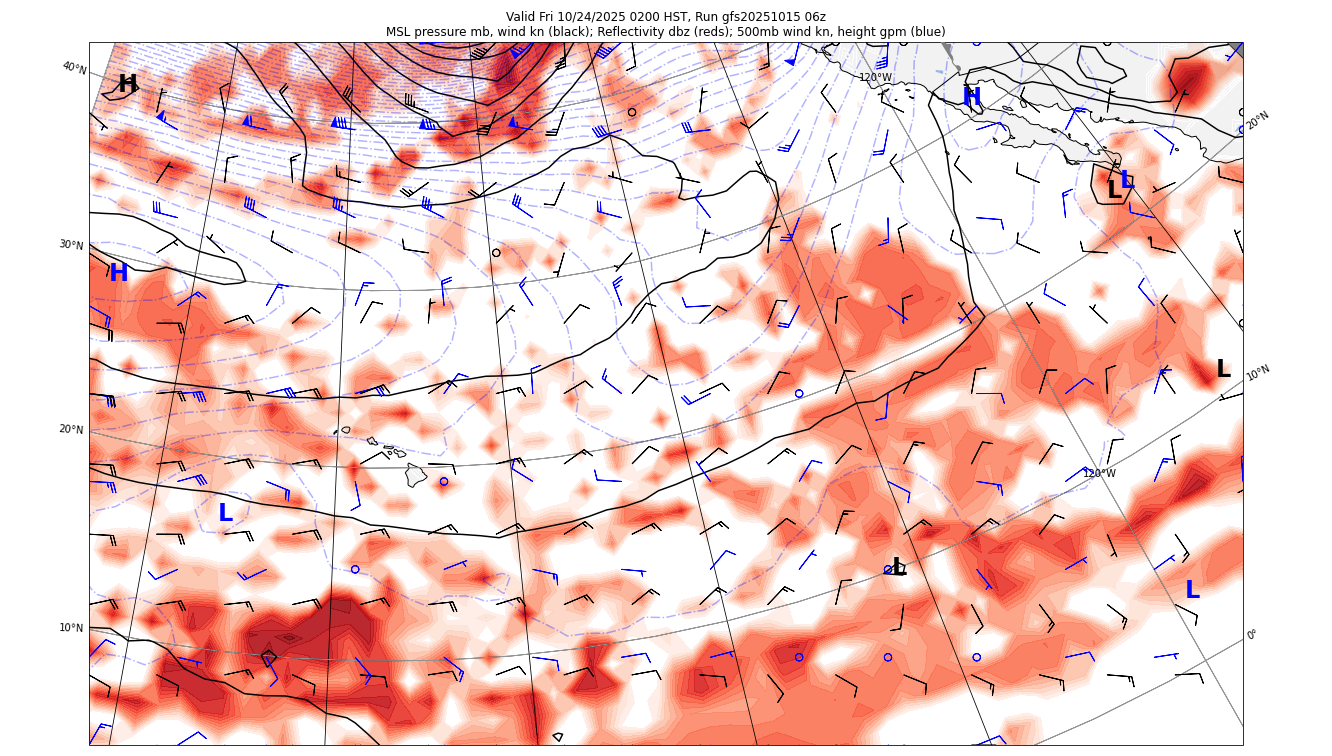 Valid Fri 10/24/2025 0200 HST, Run gfs20251015 06z
MSL pressure mb, wind kn (black); Reflectivity dbz (reds); 500mb wind kn, height gpm (blue)
40°N
H
120°W
H
20°N
L
L
30°N
H
L
10°N
20°N
120°W
L
L
L
10°N
0°